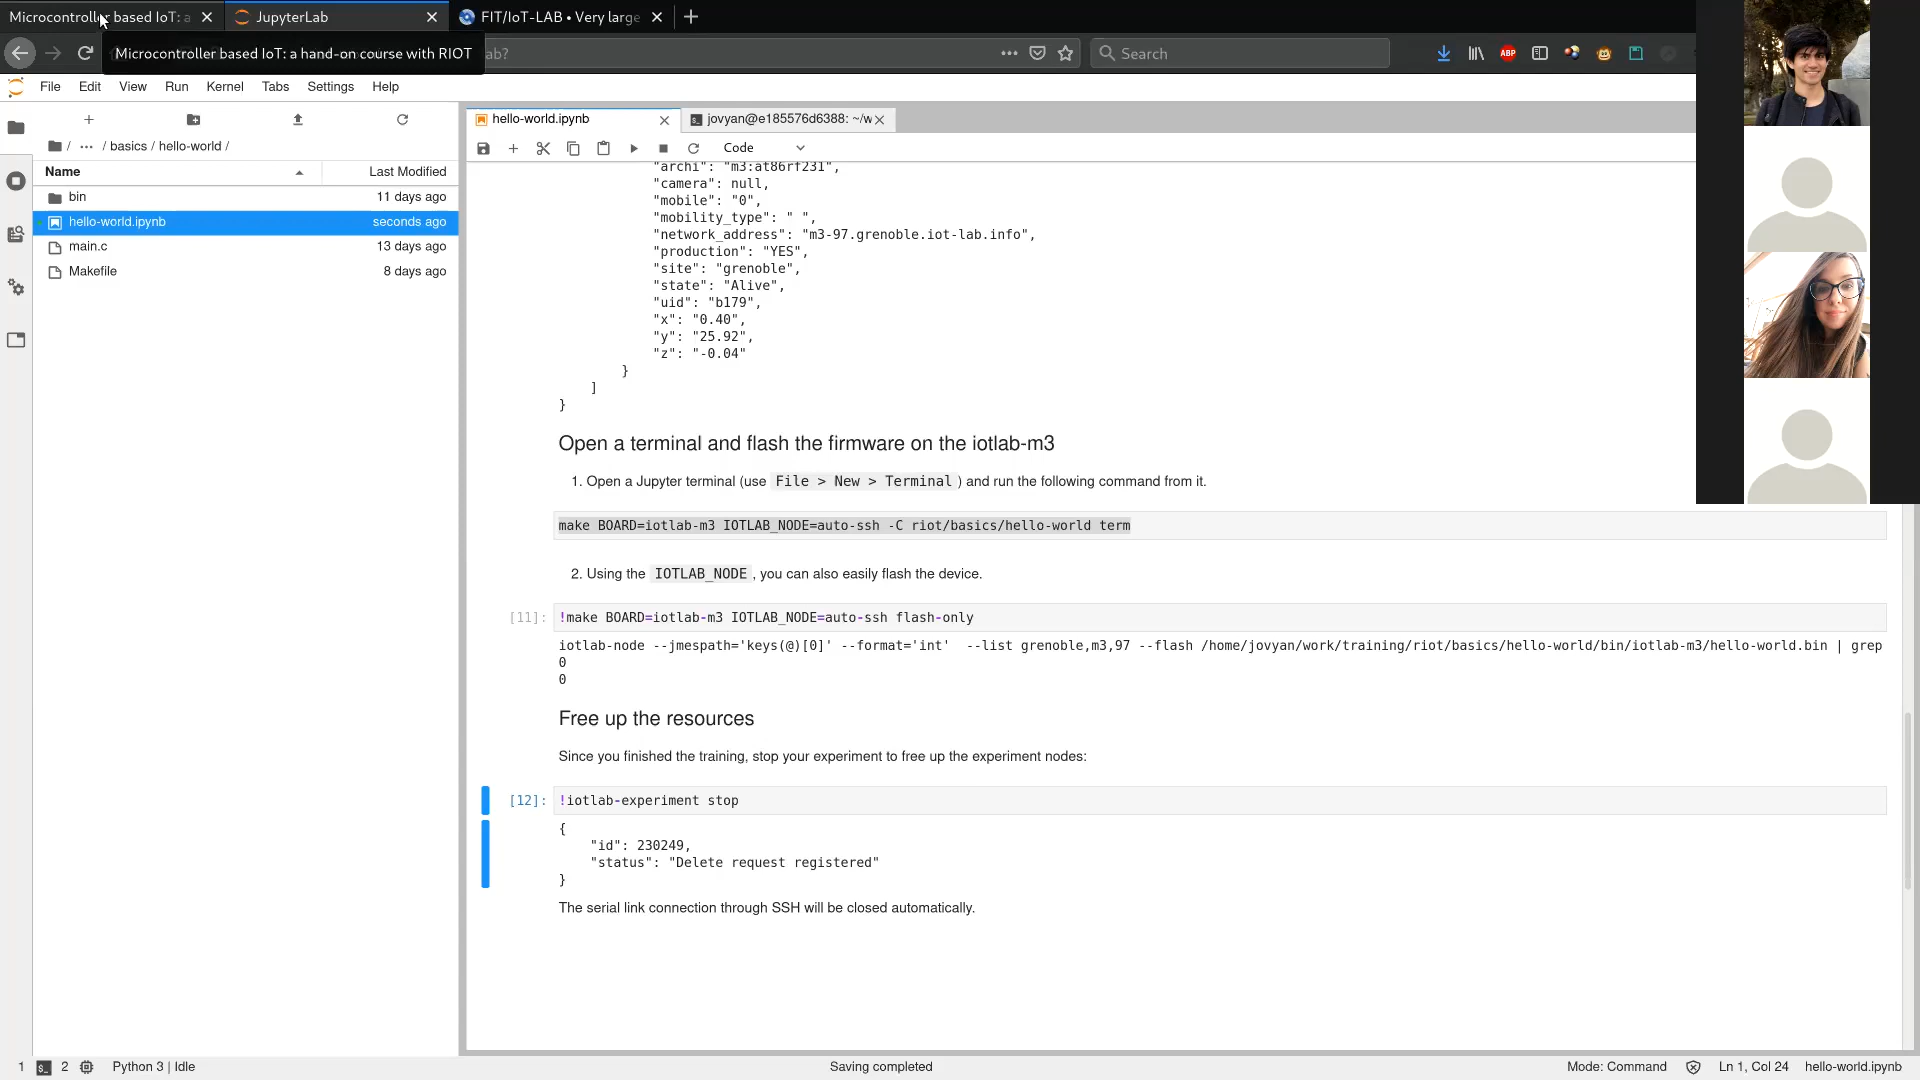 Microcontroller based IoT: a
JupyterLab
FIT/IoT-LAB • Very large
Microcontroller based IoT: a hand-on course with RIOT
ab?
Search
ABP
File Edit View Run Kernel Tabs Settings Help
hello-world.ipynb
jovyan@e185576d6388: ~/w
/ ··· / basics / hello-world /
Code
Name Last Modified
bin 11 days ago
hello-world.ipynb seconds ago
main.c 13 days ago
Makefile 8 days ago
"archi": "m3:at86rf231",
"camera": null,
"mobile": "0",
"mobility_type": " ",
"network_address": "m3-97.grenoble.iot-lab.info",
"production": "YES",
"site": "grenoble",
"state": "Alive",
"uid": "b179",
"x": "0.40",
"y": "25.92",
"z": "-0.04"
}
]
}
Open a terminal and flash the firmware on the iotlab-m3
1. Open a Jupyter terminal (use File > New > Terminal ) and run the following command from it.
make BOARD=iotlab-m3 IOTLAB_NODE=auto-ssh -C riot/basics/hello-world term
2. Using the IOTLAB_NODE , you can also easily flash the device.
[11]: !make BOARD=iotlab-m3 IOTLAB_NODE=auto-ssh flash-only
iotlab-node --jmespath='keys(@)[0]' --format='int' --list grenoble,m3,97 --flash /home/jovyan/work/training/riot/basics/hello-world/bin/iotlab-m3/hello-world.bin | grep
0
0
Free up the resources
Since you finished the training, stop your experiment to free up the experiment nodes:
[12]: !iotlab-experiment stop
{
"id": 230249,
"status": "Delete request registered"
}
The serial link connection through SSH will be closed automatically.
1 2 Python 3 | Idle Saving completed Mode: Command Ln 1, Col 24 hello-world.ipynb